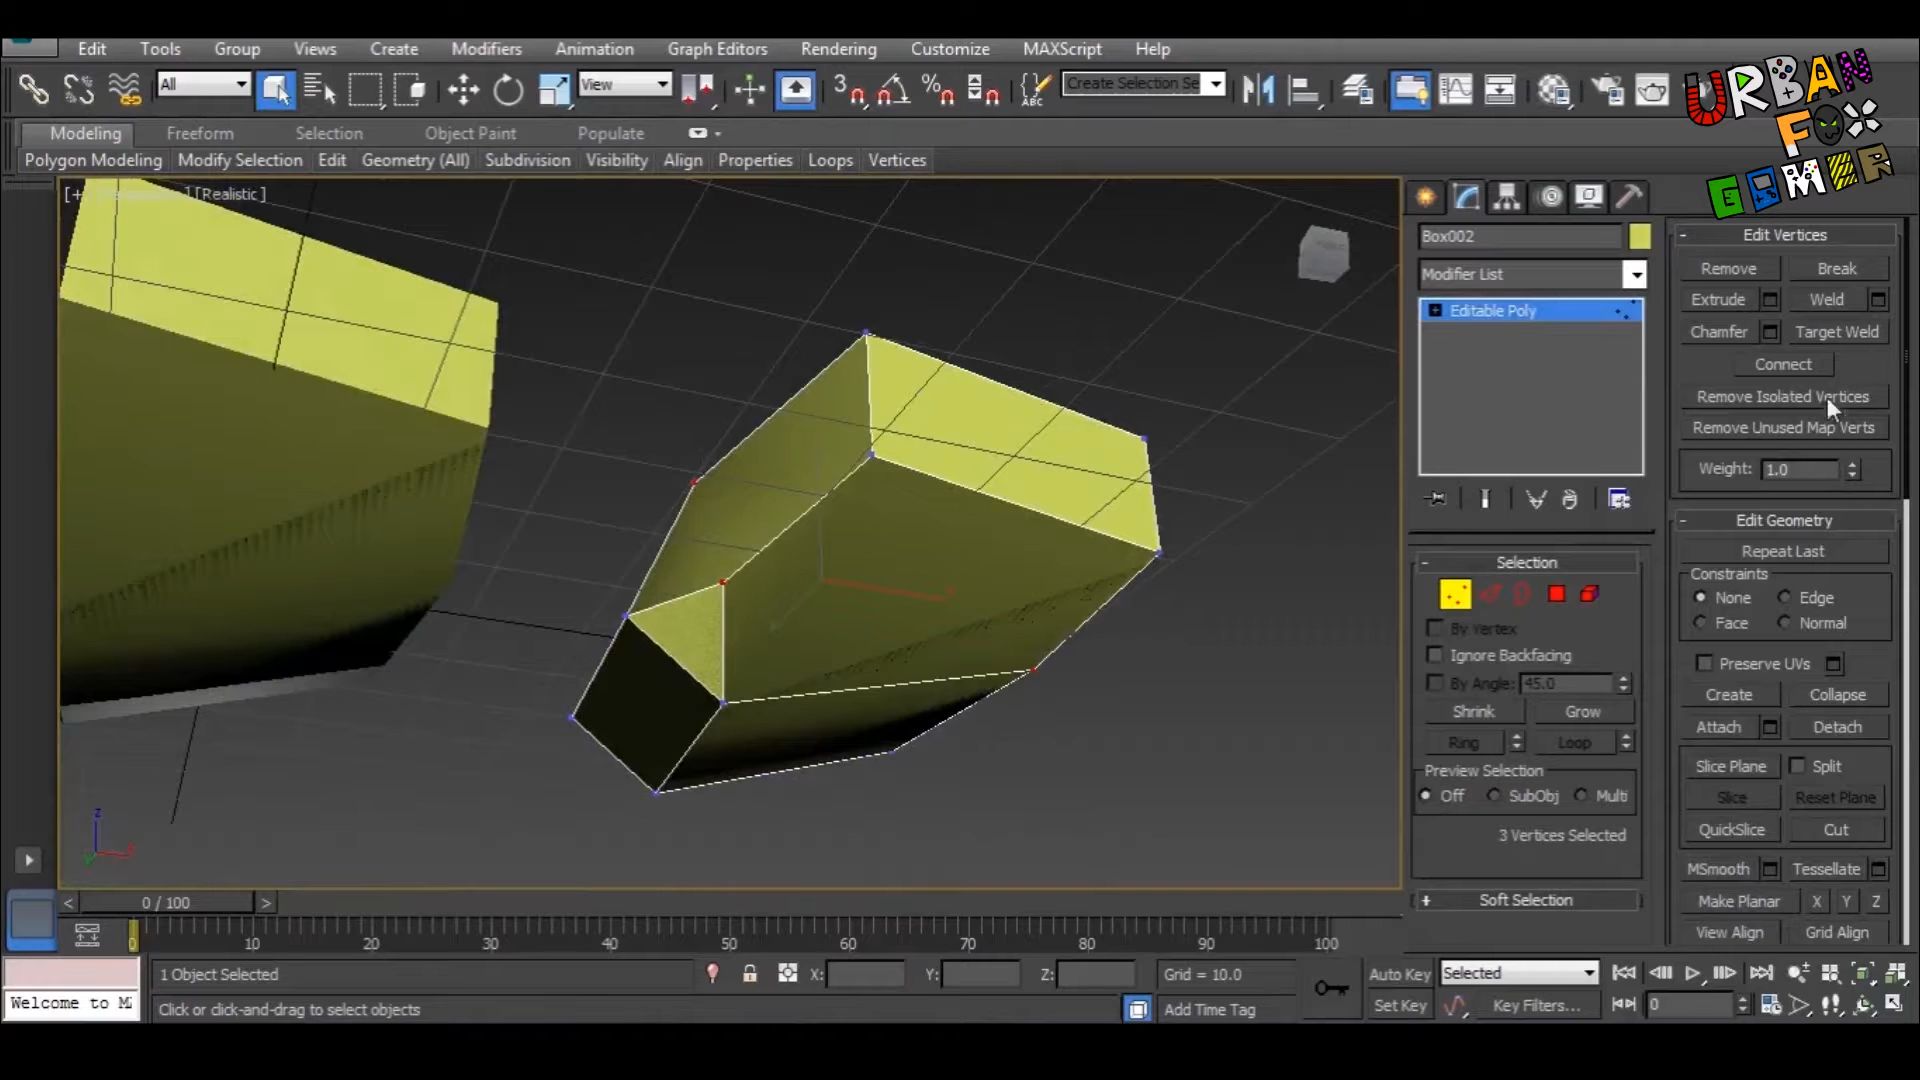 Edit Tools Group Views Create Modifiers Animation Graph Editors Rendering Customize MAXScript Help
URBAN FOX GAMER
All View 3 % ABC Create Selection Se
Modeling Freeform Selection Object Paint Populate
Polygon Modeling Modify Selection Edit Geometry (All) Subdivision Visibility Align Properties Loops Vertices
[+ ] [Realistic ]
Box002
Modifier List
Editable Poly
- Selection
By Vertex
Ignore Backfacing
By Angle: 45.0
Shrink Grow
Ring Loop
Preview Selection
Off SubObj Multi
3 Vertices Selected
+ Soft Selection
- Edit Vertices
Remove Break
Extrude Weld
Chamfer Target Weld
Connect
Remove Isolated Vertices
Remove Unused Map Verts
Weight: 1.0
- Edit Geometry
Repeat Last
Constraints
None Edge
Face Normal
Preserve UVs
Create Collapse
Attach Detach
Slice Plane Split
Slice Reset Plane
QuickSlice Cut
MSmooth Tessellate
Make Planar X Y Z
View Align Grid Align
z
< 0 / 100 >
0 10 20 30 40 50 60 70 80 90 100
1 Object Selected X: Y: Z: Grid = 10.0 Auto Key Selected
Welcome to M
Click or click-and-drag to select objects Add Time Tag Set Key Key Filters... 0